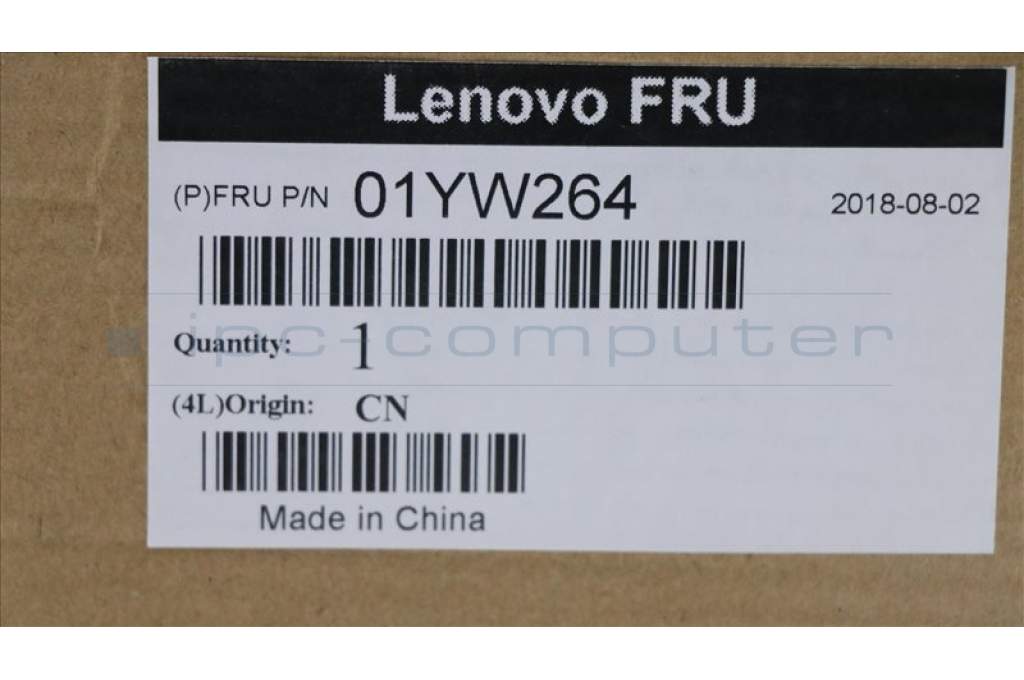 Lenovo FRU
(P)FRU P/N 01YW264 2018-08-02
ipc-computer
Quantity: 1
(4L)Origin: CN
Made in China